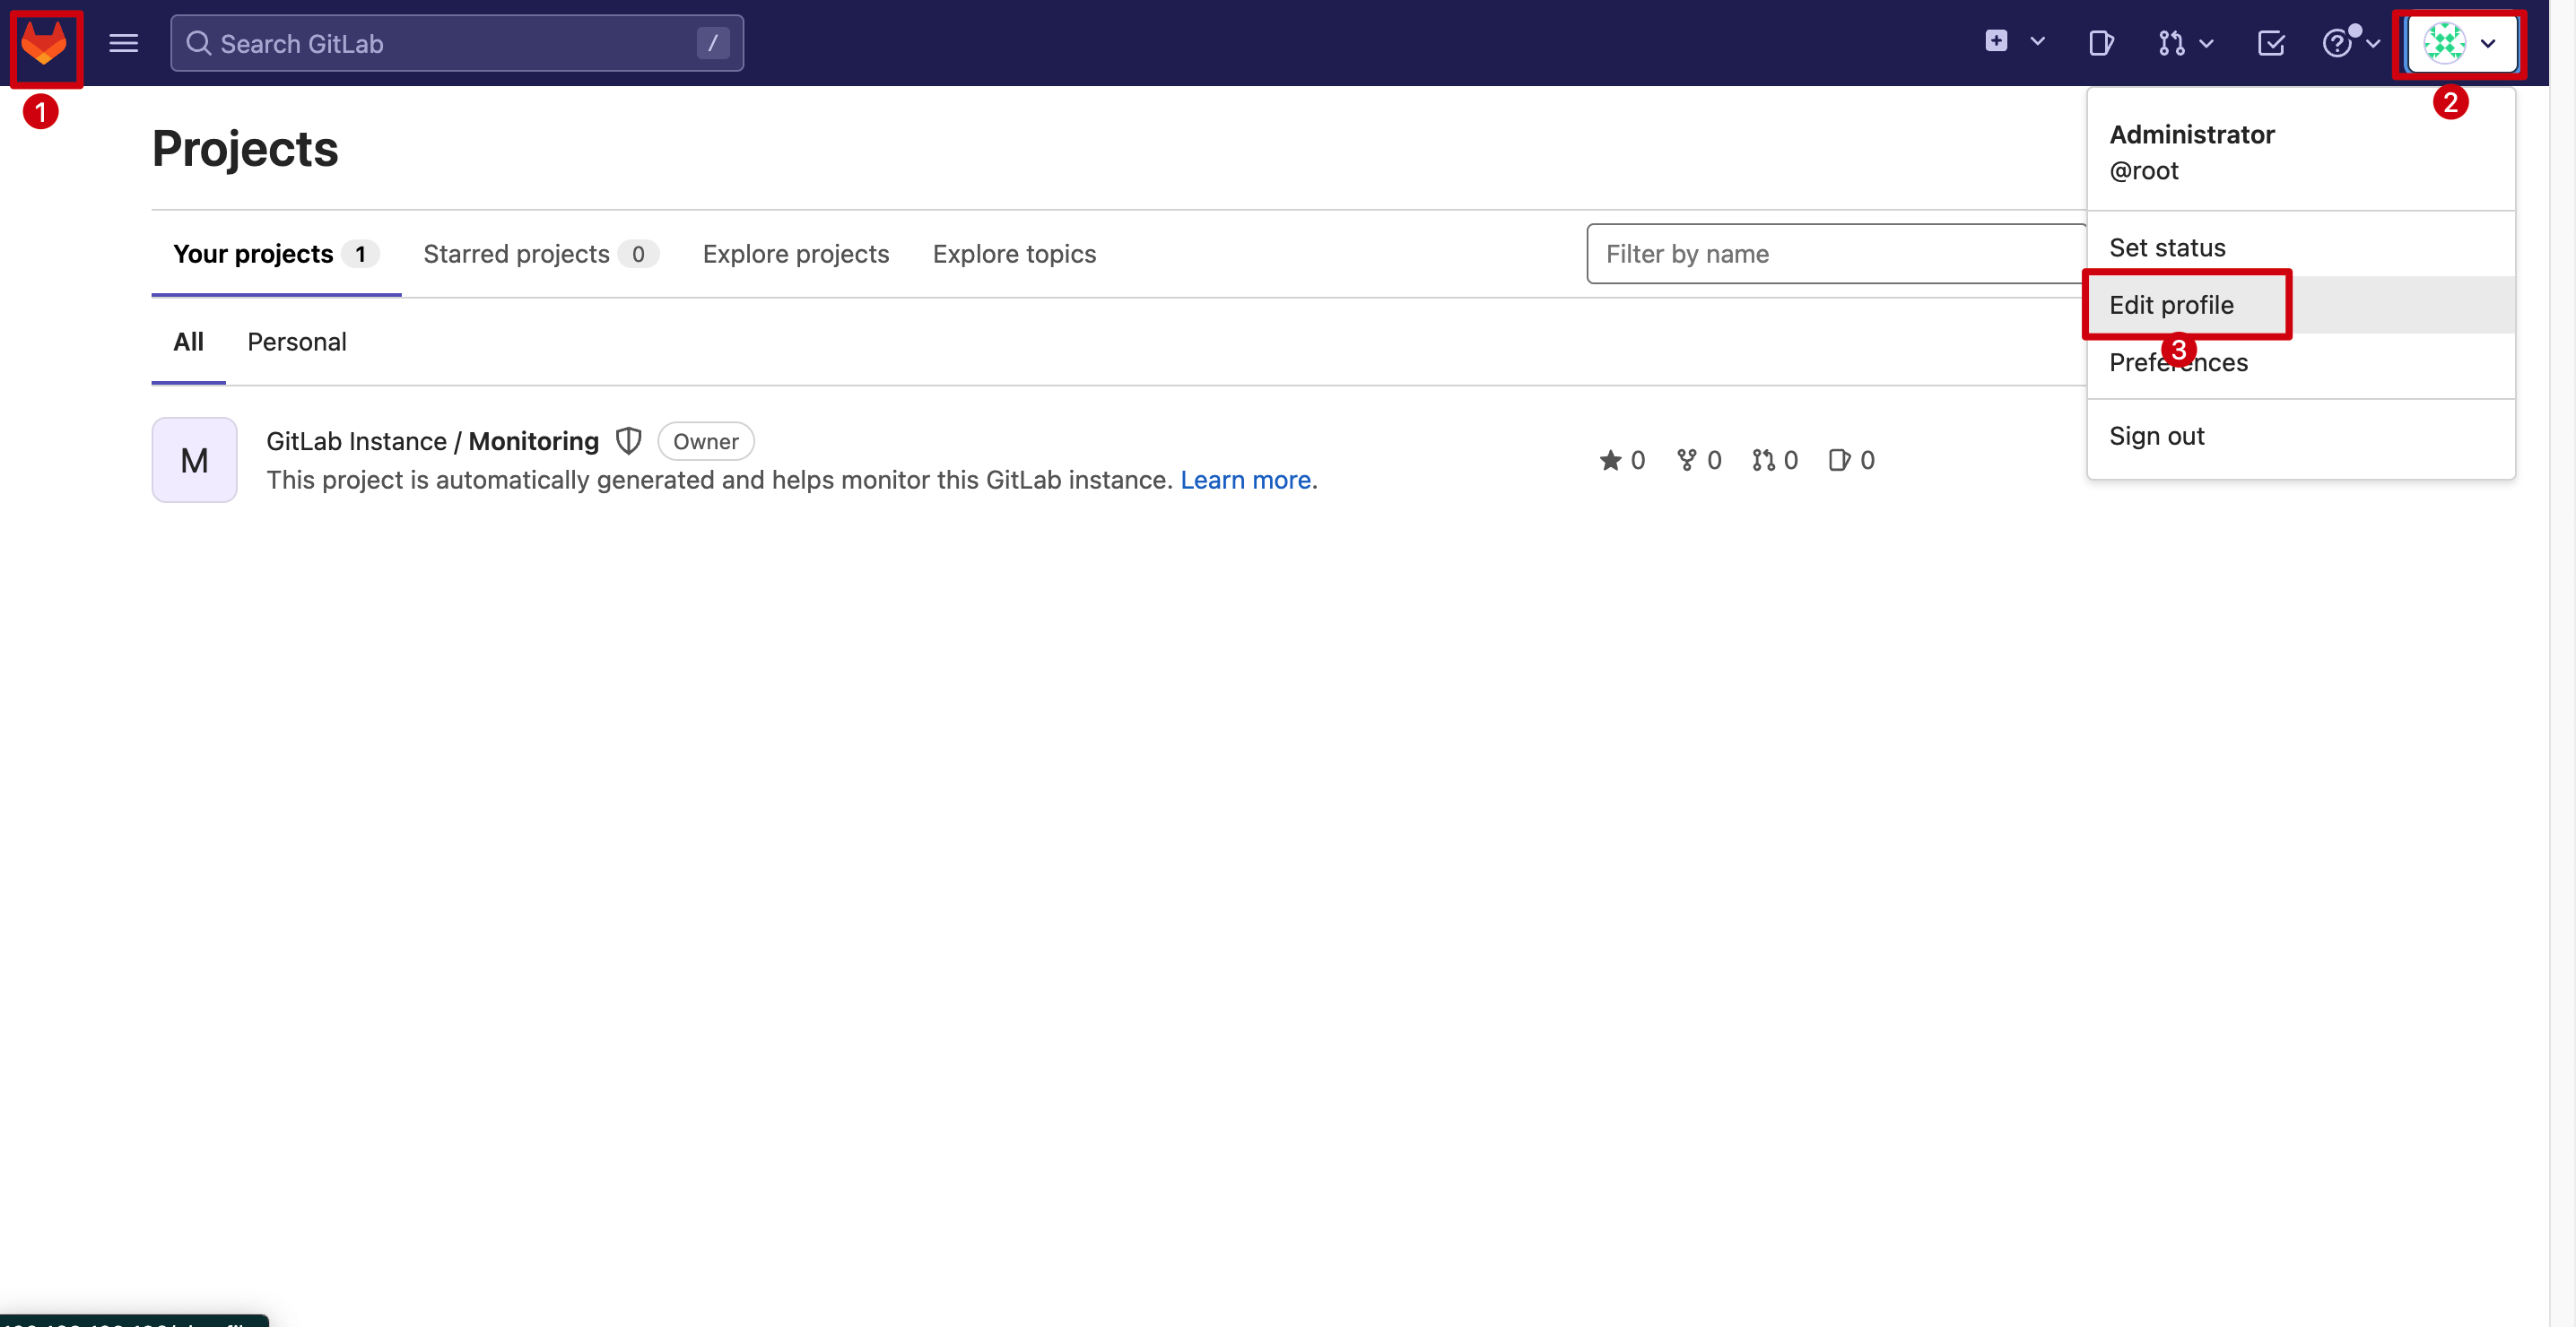 Search GitLab /
1
2
Projects
Administrator
@root
Your projects 1 Starred projects 0 Explore projects Explore topics
Filter by name
Set status
Edit profile
3
Preferences
Sign out
All Personal
M
GitLab Instance / Monitoring Owner
This project is automatically generated and helps monitor this GitLab instance. Learn more.
0 0 0 0